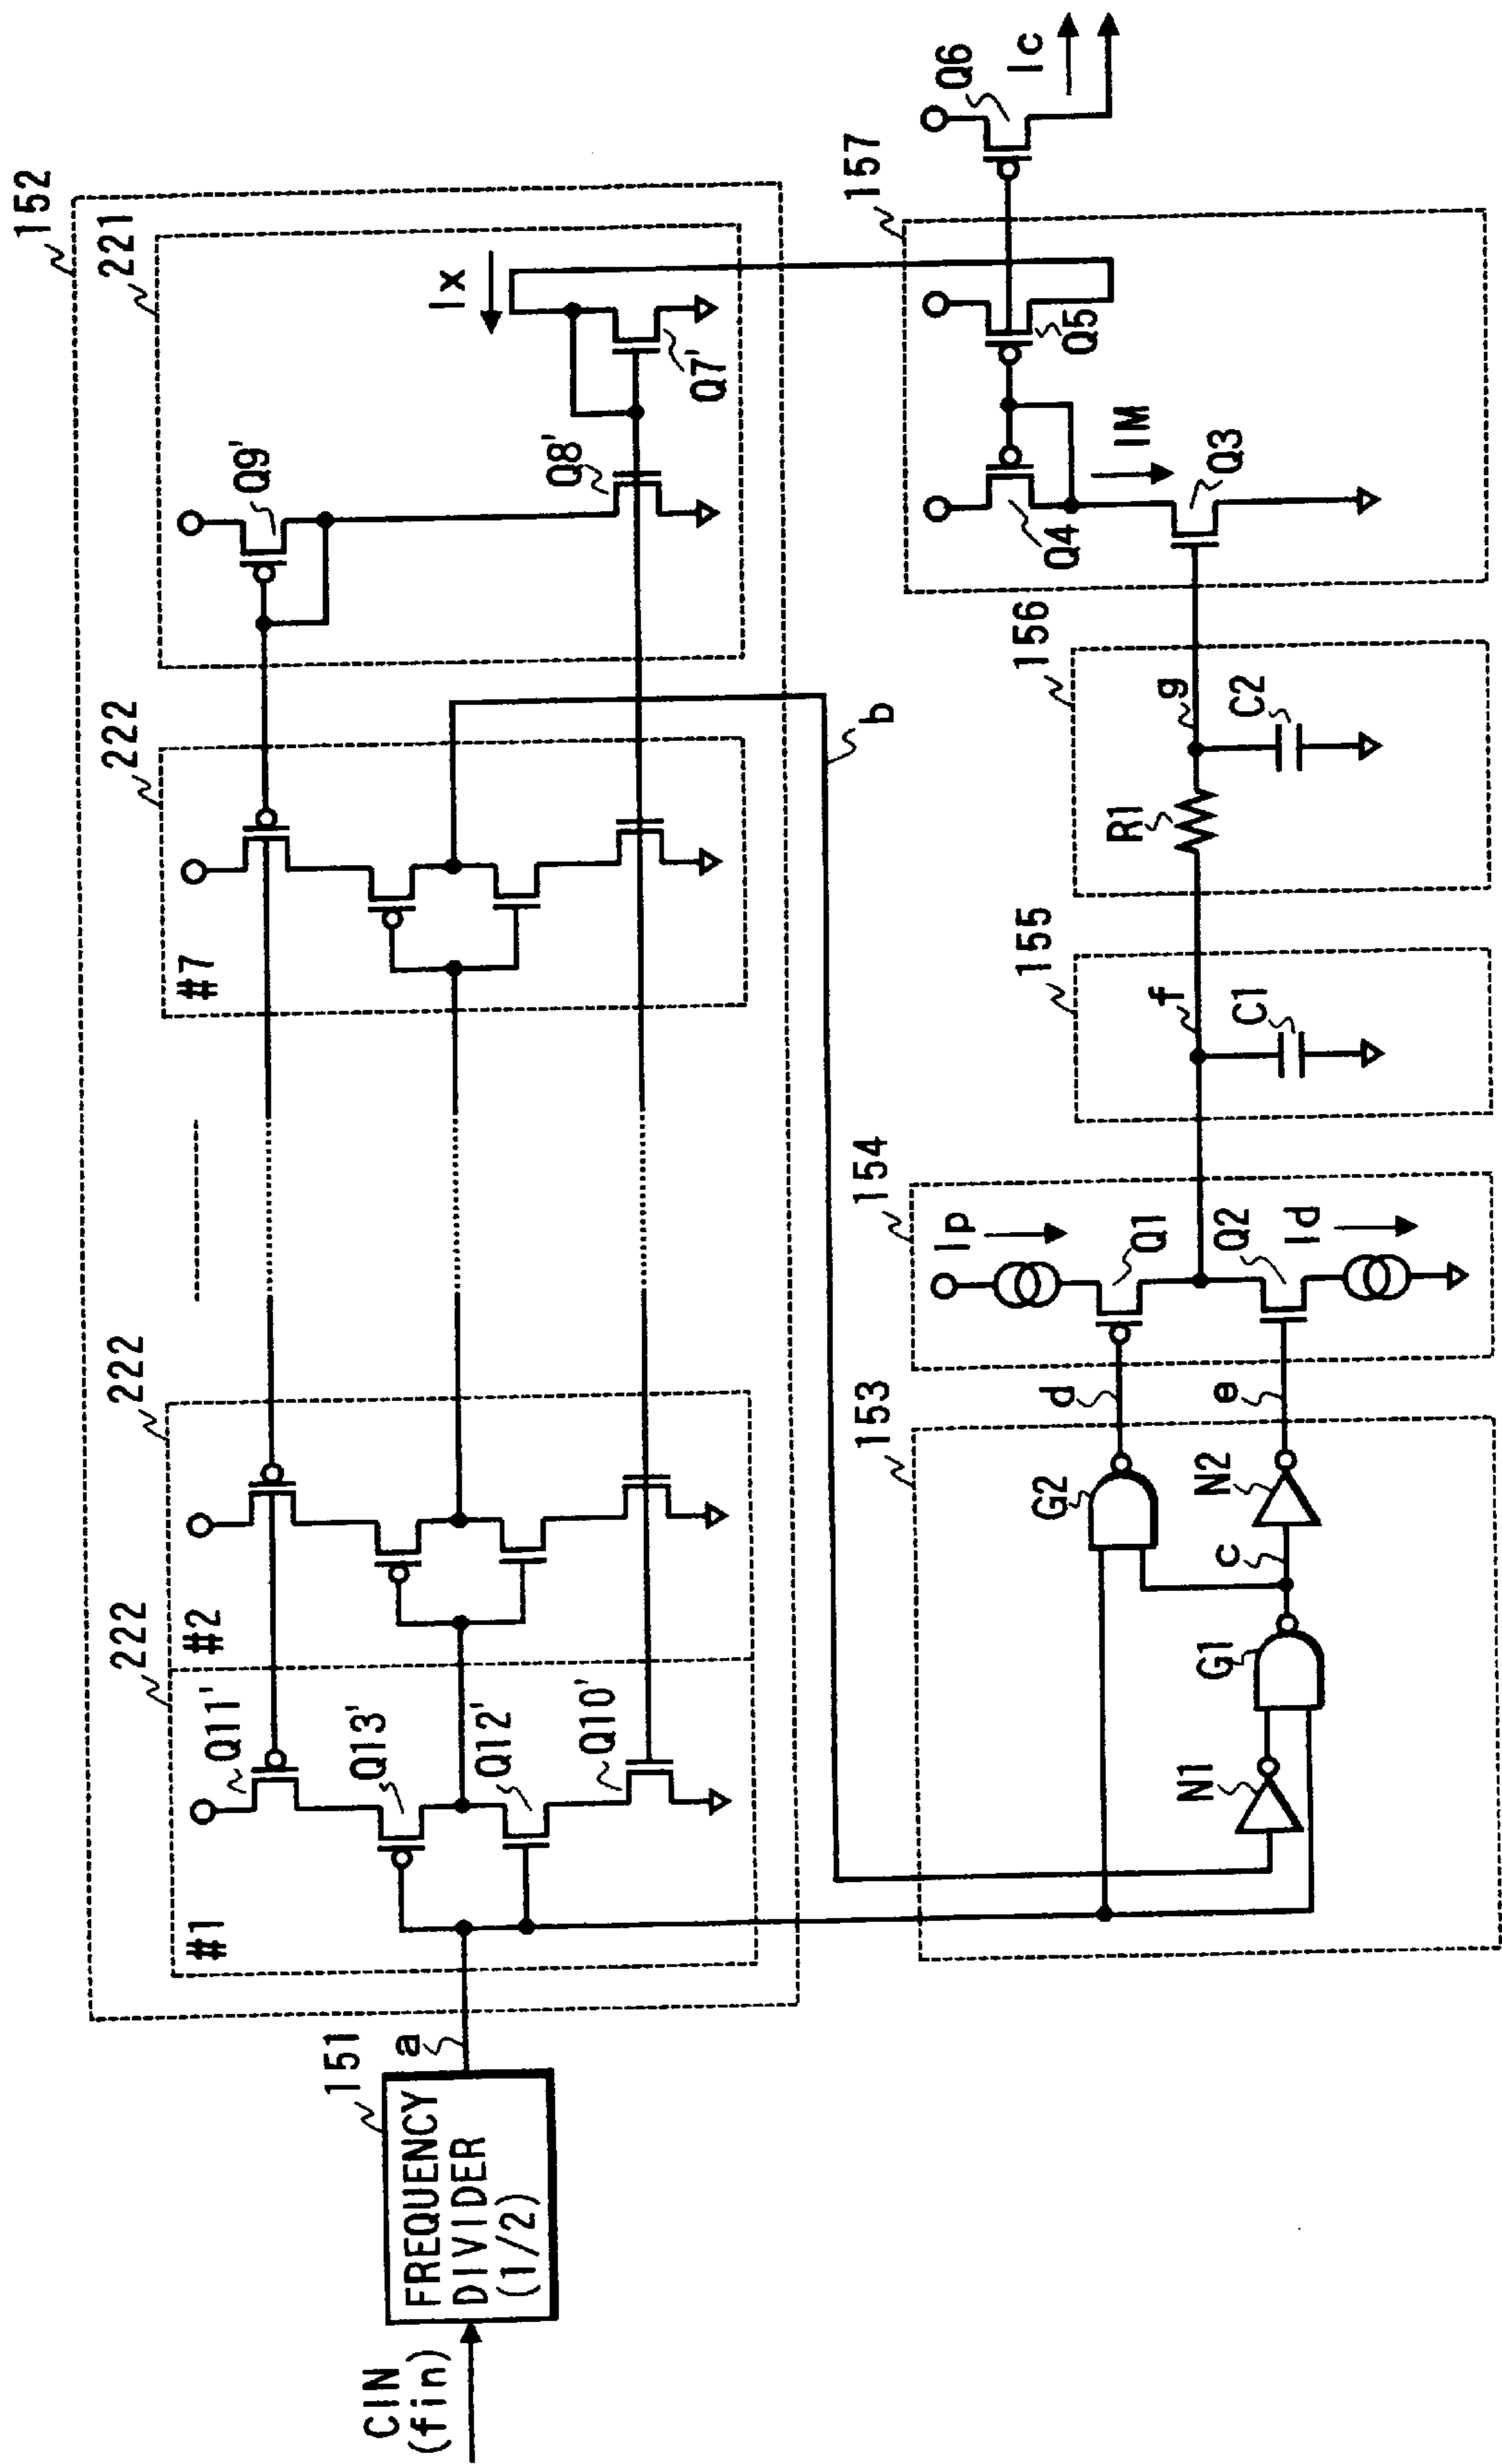 CIN
(fin)
FREQUENCY
DIVIDER
(1/2)
151
a
152
222
#1
Q11'
Q13'
Q12'
Q10'
222
#2
222
#7
221
Q9'
Q8'
Q7'
Ix
b
153
N1
G1
G2
c
N2
d
e
154
Ip
Q1
Q2
Id
155
f
C1
156
R1
g
C2
157
Q4
IM
Q3
Q5
Q6
Ic